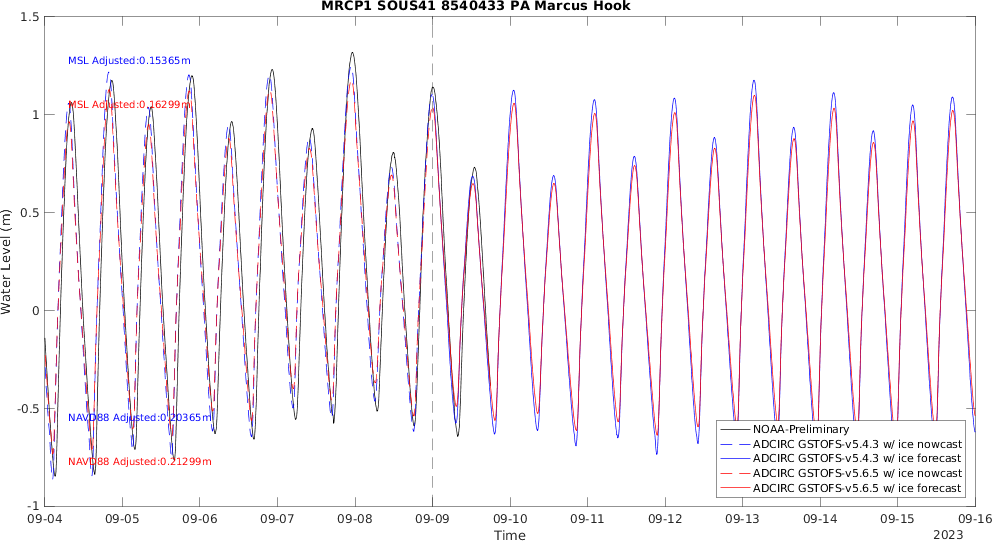 MRCP1 SOUS41 8540433 PA Marcus Hook
1.5
1
0.5
0
-0.5
-1
Water Level (m)
MSL Adjusted:0.15365m
MSL Adjusted:0.16299m
NAVD88 Adjusted:0.20365m
NAVD88 Adjusted:0.21299m
NOAA-Preliminary
ADCIRC GSTOFS-v5.4.3 w/ ice nowcast
ADCIRC GSTOFS-v5.4.3 w/ ice forecast
ADCIRC GSTOFS-v5.6.5 w/ ice nowcast
ADCIRC GSTOFS-v5.6.5 w/ ice forecast
09-04 09-05 09-06 09-07 09-08 09-09 09-10 09-11 09-12 09-13 09-14 09-15 09-16
Time
2023